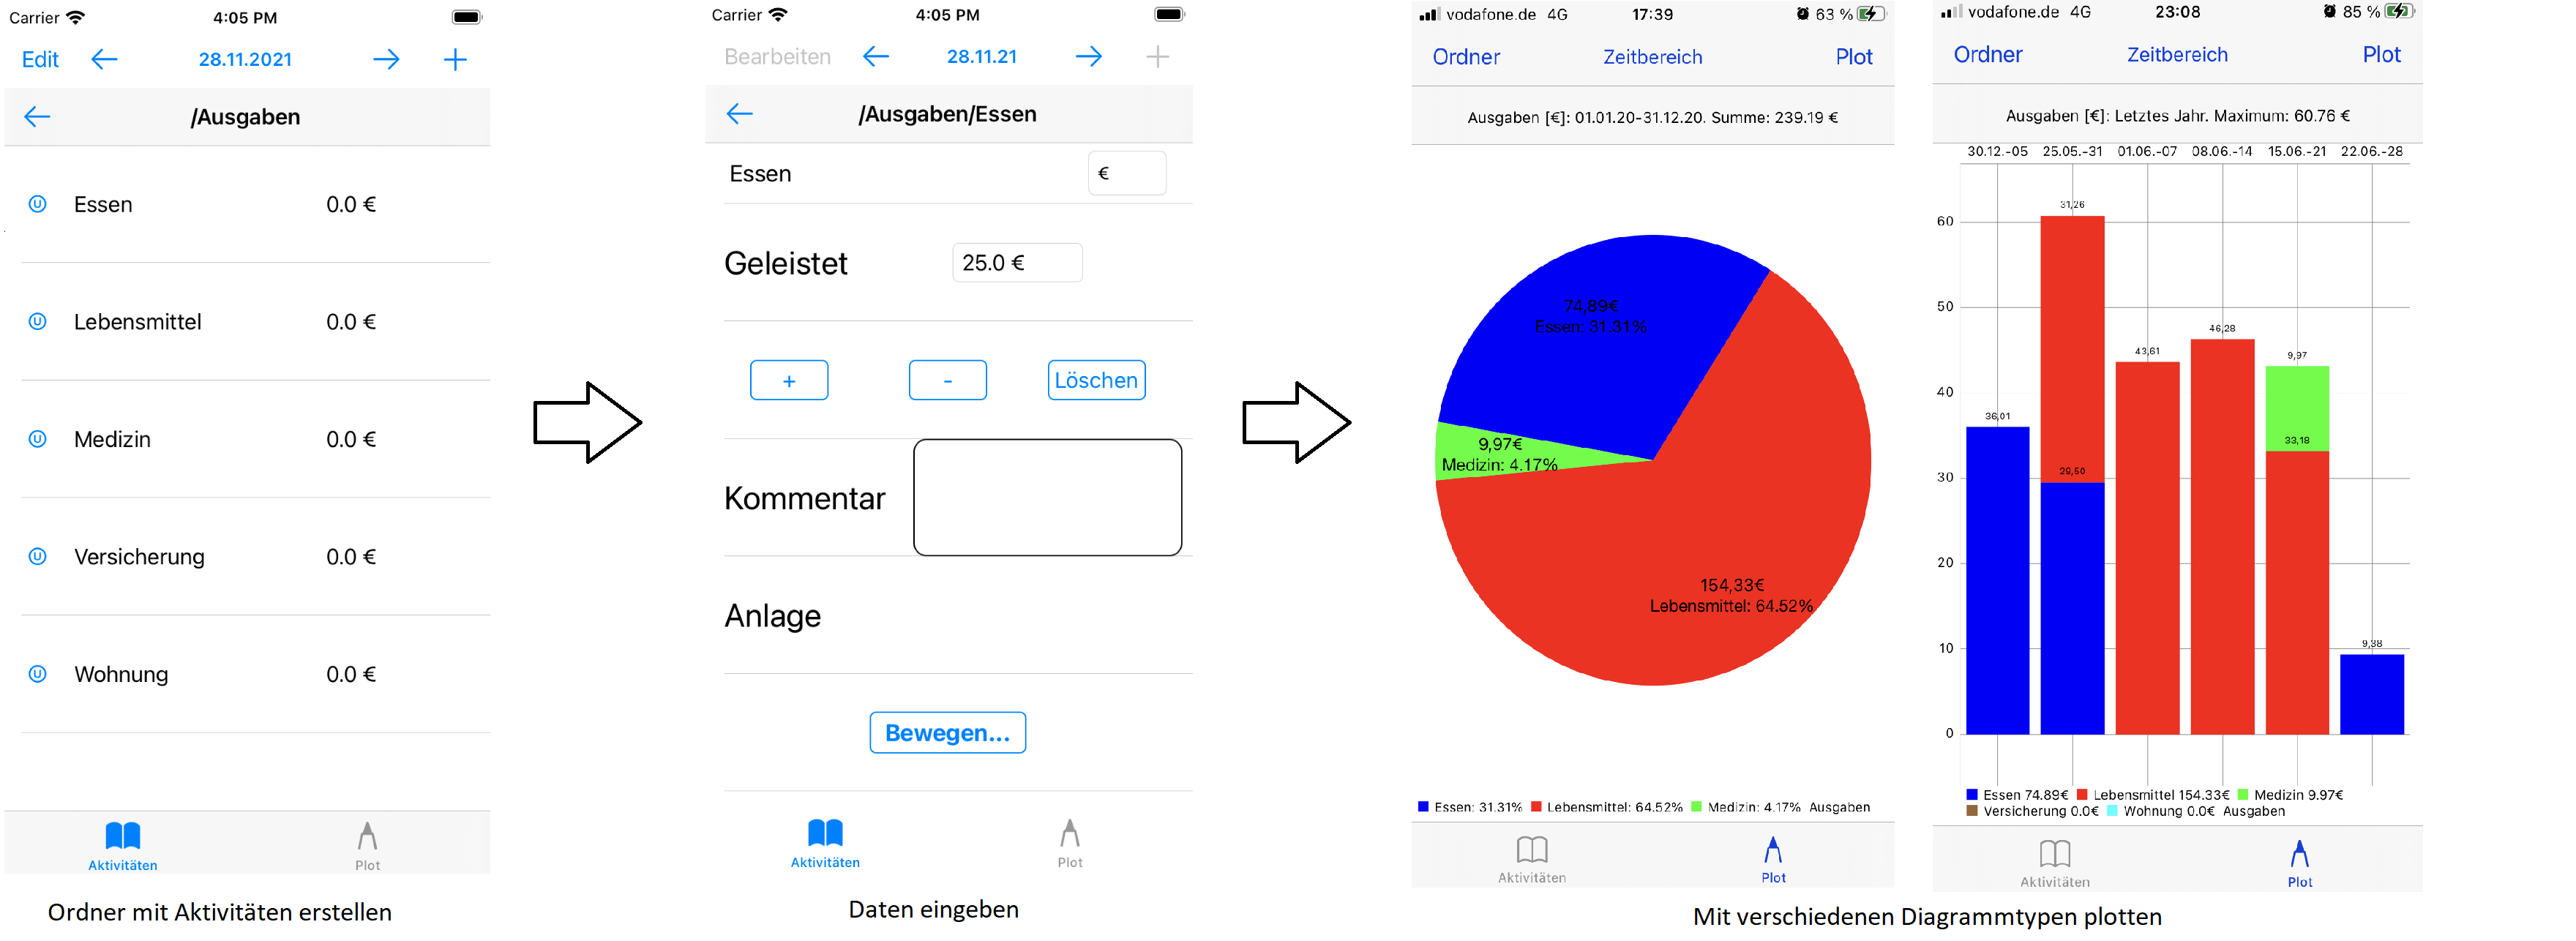 Carrier 4:05 PM
Edit 28.11.2021 +
/Ausgaben
Essen 0.0 €
Lebensmittel 0.0 €
Medizin 0.0 €
Versicherung 0.0 €
Wohnung 0.0 €
Aktivitäten Plot
Ordner mit Aktivitäten erstellen
Carrier 4:05 PM
Bearbeiten 28.11.21 +
/Ausgaben/Essen
Essen €
Geleistet 25.0 €
+ - Löschen
Kommentar
Anlage
Bewegen...
Aktivitäten Plot
Daten eingeben
vodafone.de 4G 17:39 63 %
Ordner Zeitbereich Plot
Ausgaben [€]: 01.01.20-31.12.20. Summe: 239.19 €
74,89€
Essen: 31.31%
9,97€
Medizin: 4.17%
154,33€
Lebensmittel: 64.52%
Essen: 31.31% Lebensmittel: 64.52% Medizin: 4.17% Ausgaben
Aktivitäten Plot
vodafone.de 4G 23:08 85 %
Ordner Zeitbereich Plot
Ausgaben [€]: Letztes Jahr. Maximum: 60.76 €
30.12.-05 25.05.-31 01.06.-07 08.06.-14 15.06.-21 22.06.-28
31,26
60
50
46,28
43,61 9,97
40
36,01
33,18
29,50
30
20
10
9,38
0
Essen 74.89€ Lebensmittel 154.33€ Medizin 9.97€
Versicherung 0.0€ Wohnung 0.0€ Ausgaben
Aktivitäten Plot
Mit verschiedenen Diagrammtypen plotten